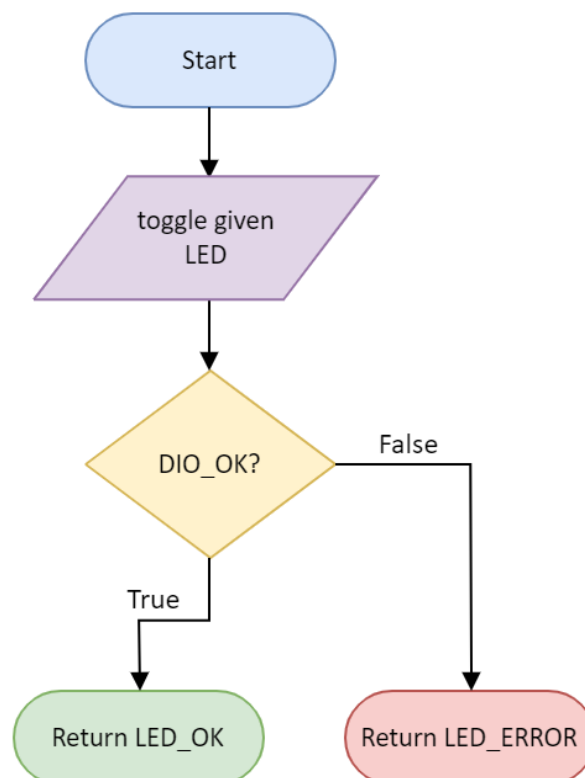 Start
toggle given
LED
DIO_OK?
False
True
Return LED_OK
Return LED_ERROR